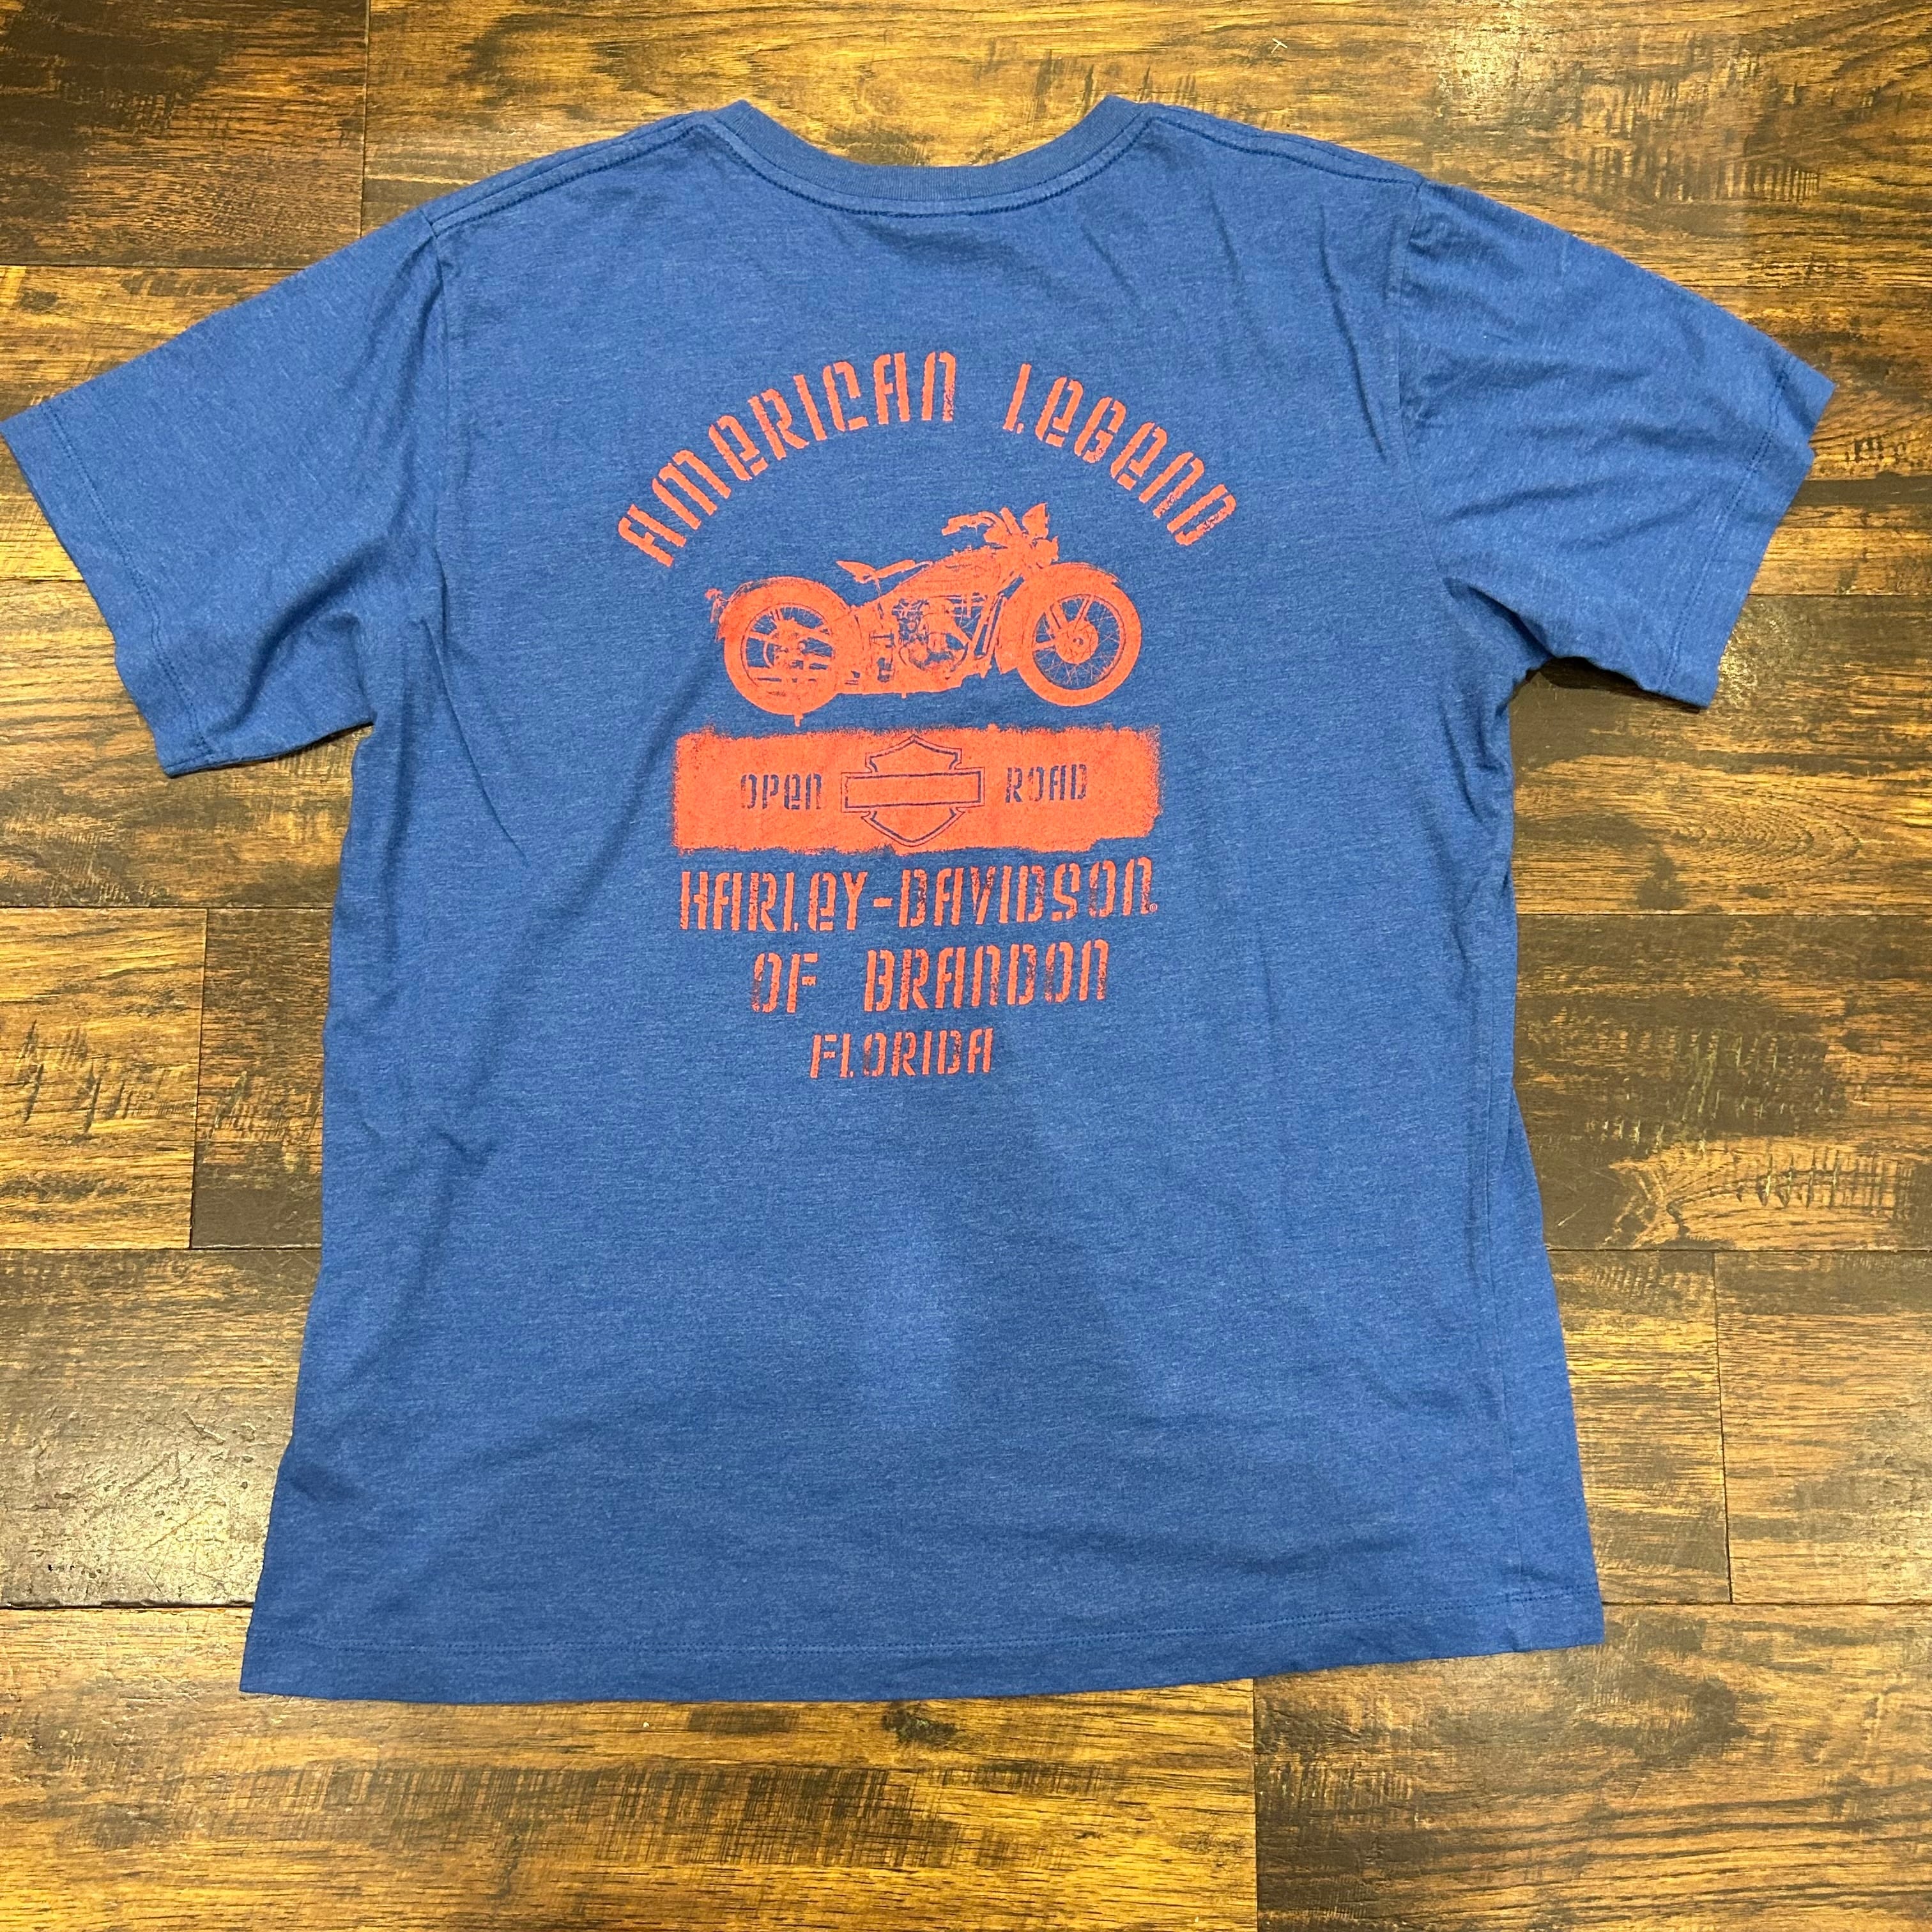 AMERICAN LEGEND
OPEN ROAD
HARLEY-DAVIDSON®
OF BRANDON
FLORIDA